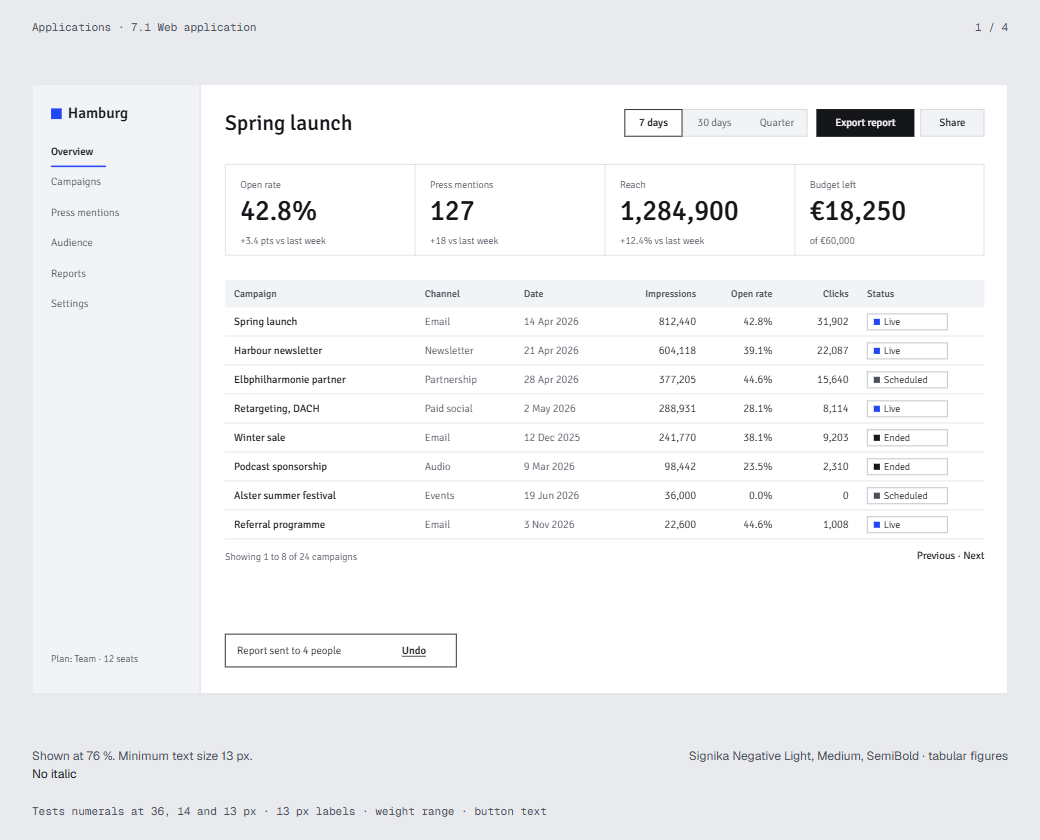 Applications · 7.1 Web application
1 / 4
Hamburg
Overview
Campaigns
Press mentions
Audience
Reports
Settings
Plan: Team · 12 seats
Spring launch
7 days 30 days Quarter Export report Share
Open rate Press mentions Reach Budget left
42.8% 127 1,284,900 €18,250
+3.4 pts vs last week +18 vs last week +12.4% vs last week of €60,000
Campaign Channel Date Impressions Open rate Clicks Status
Spring launch Email 14 Apr 2026 812,440 42.8% 31,902 Live
Harbour newsletter Newsletter 21 Apr 2026 604,118 39.1% 22,087 Live
Elbphilharmonie partner Partnership 28 Apr 2026 377,205 44.6% 15,640 Scheduled
Retargeting, DACH Paid social 2 May 2026 288,931 28.1% 8,114 Live
Winter sale Email 12 Dec 2025 241,770 38.1% 9,203 Ended
Podcast sponsorship Audio 9 Mar 2026 98,442 23.5% 2,310 Ended
Alster summer festival Events 19 Jun 2026 36,000 0.0% 0 Scheduled
Referral programme Email 3 Nov 2026 22,600 44.6% 1,008 Live
Showing 1 to 8 of 24 campaigns Previous · Next
Report sent to 4 people Undo
Shown at 76 %. Minimum text size 13 px.
No italic
Signika Negative Light, Medium, SemiBold · tabular figures
Tests numerals at 36, 14 and 13 px · 13 px labels · weight range · button text